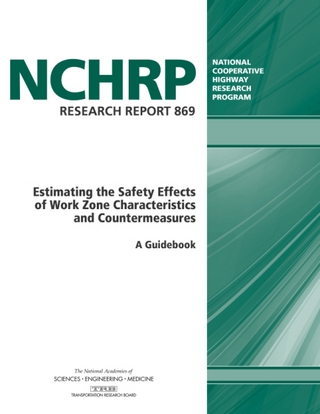 NCHRP
RESEARCH REPORT 869
NATIONAL
COOPERATIVE
HIGHWAY
RESEARCH
PROGRAM
Estimating the Safety Effects
of Work Zone Characteristics
and Countermeasures
A Guidebook
The National Academies of
SCIENCES • ENGINEERING • MEDICINE
TRB
TRANSPORTATION RESEARCH BOARD